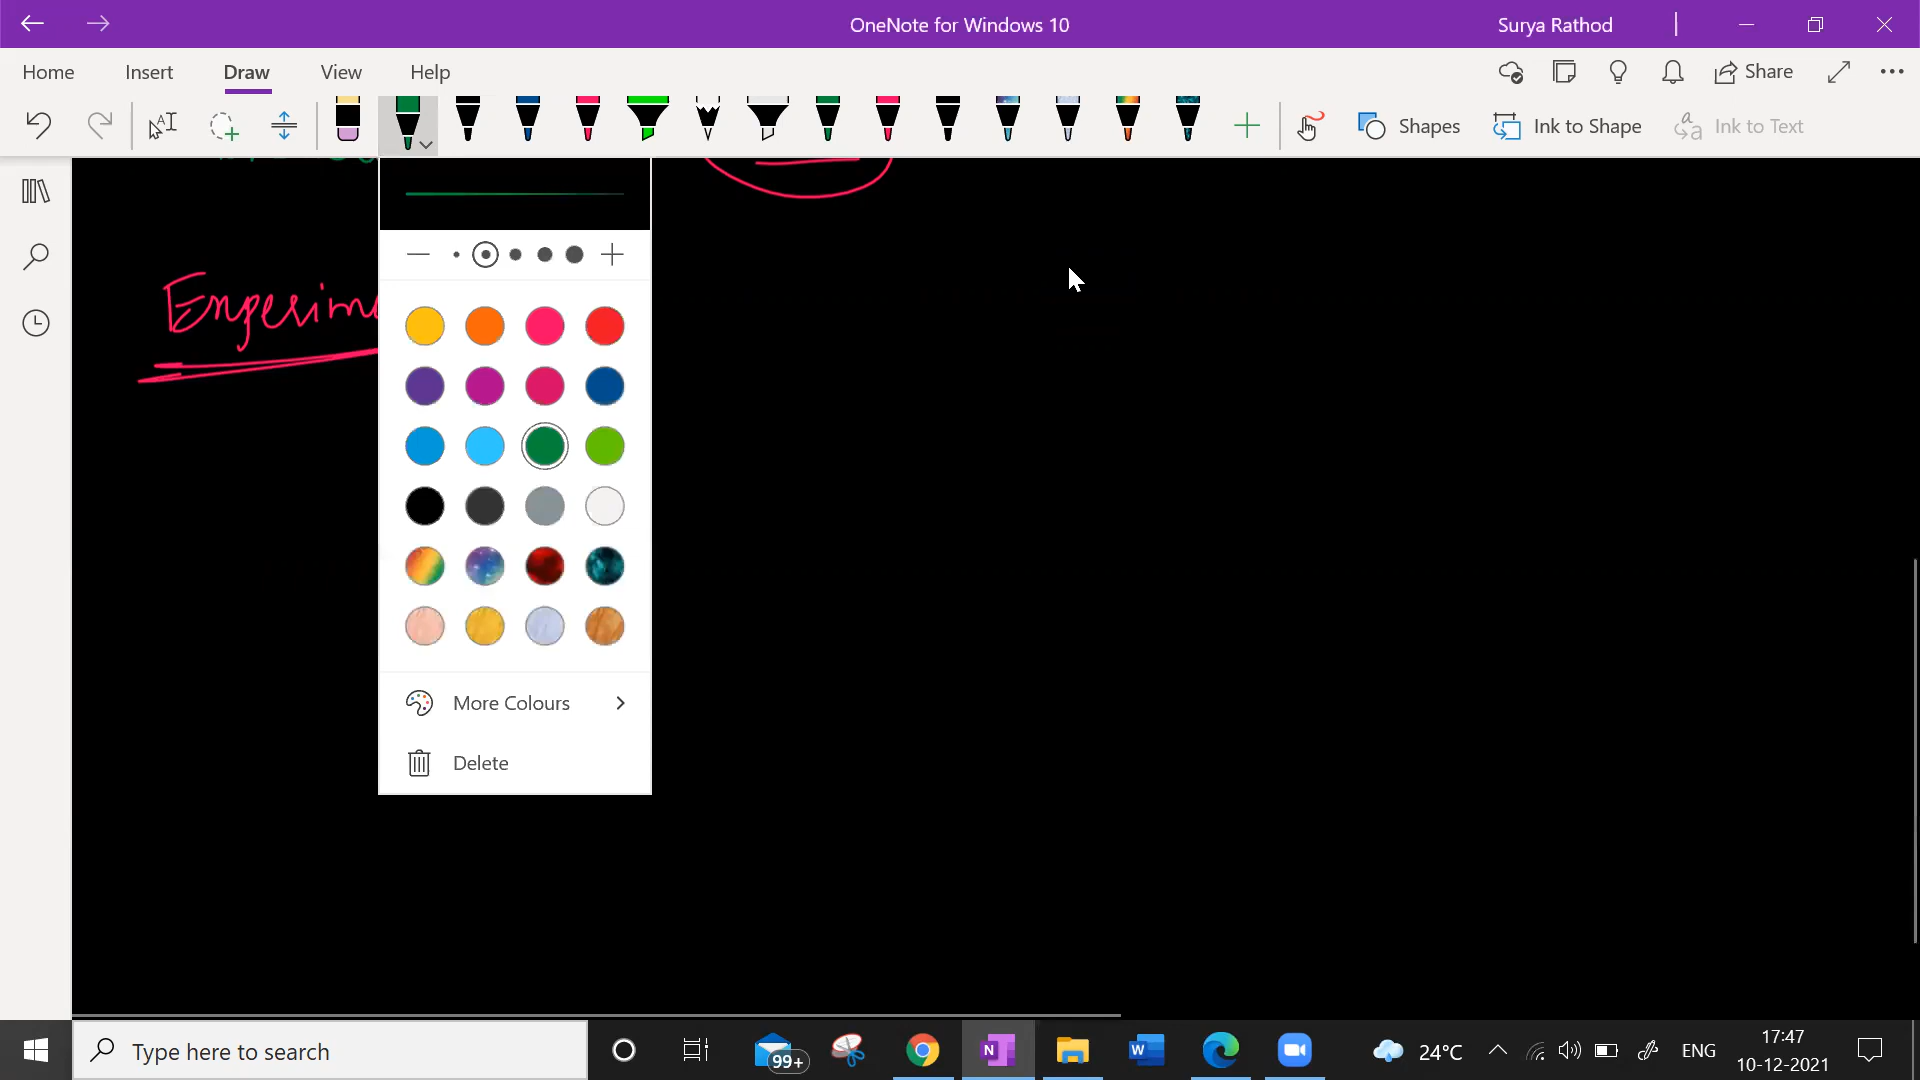 OneNote for Windows 10
Surya Rathod
Home Insert Draw View Help
Share
Shapes Ink to Shape Ink to Text
More Colours
Delete
Type here to search
99+
24°C
ENG
17:47
10-12-2021